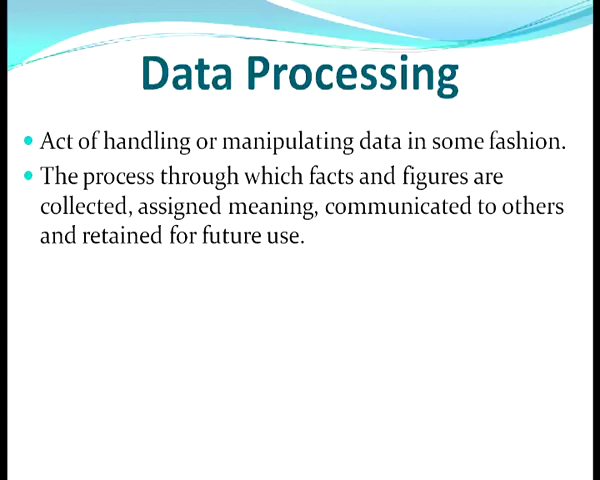 Data Processing
Act of handling or manipulating data in some fashion.
The process through which facts and figures are
collected, assigned meaning, communicated to others
and retained for future use.